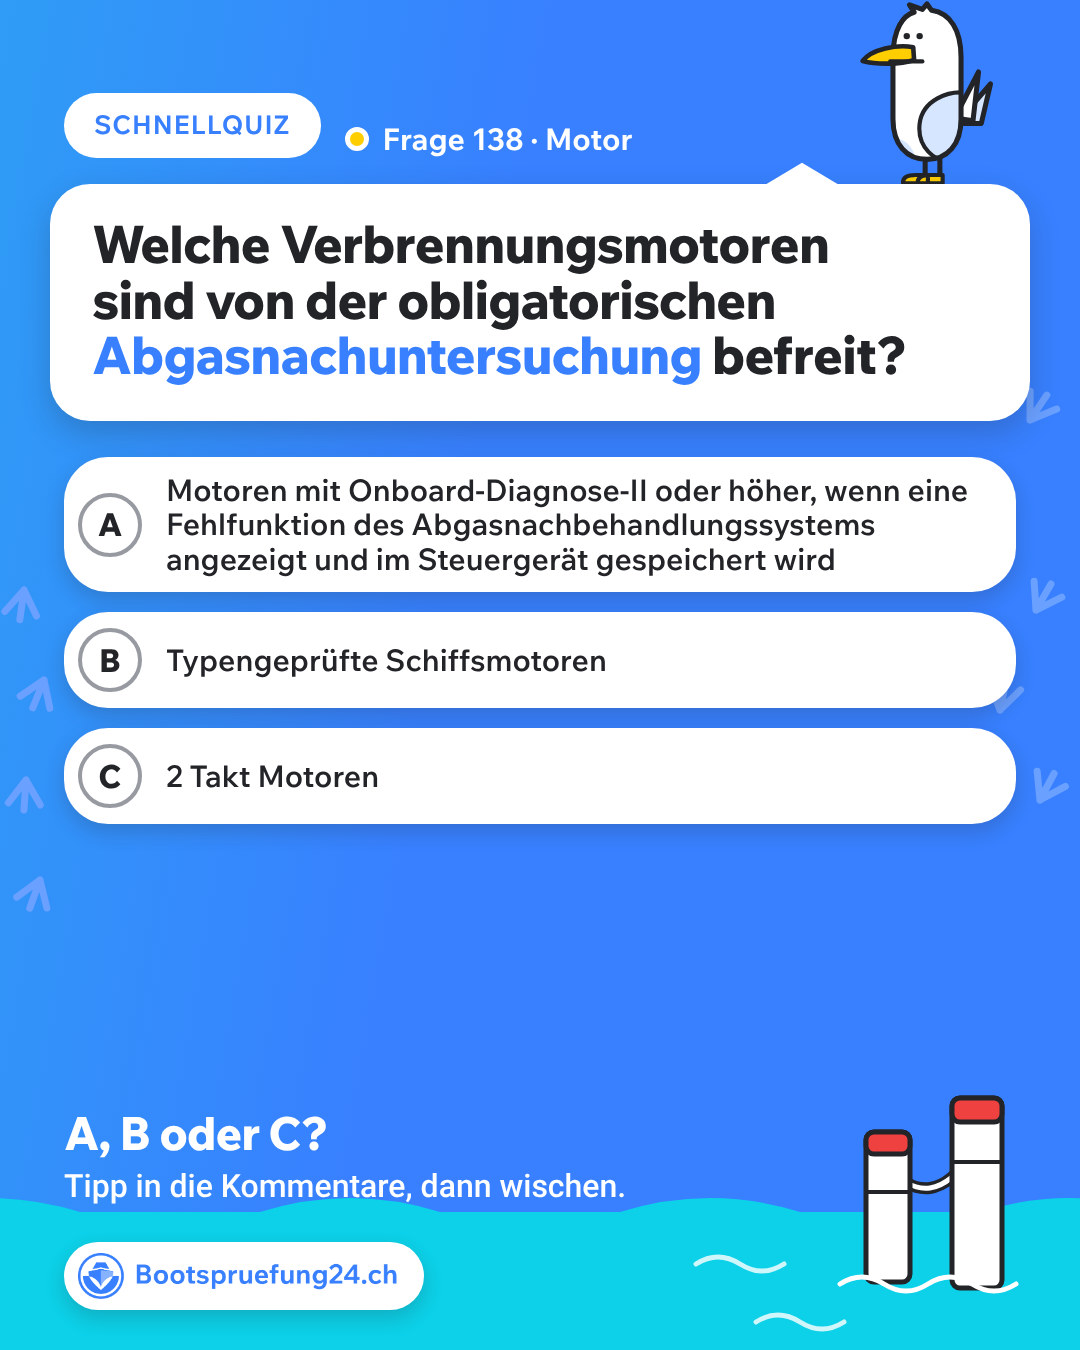 SCHNELLQUIZ
Frage 138 · Motor
Welche Verbrennungsmotoren
sind von der obligatorischen
Abgasnachuntersuchung befreit?
A
Motoren mit Onboard-Diagnose-II oder höher, wenn eine
Fehlfunktion des Abgasnachbehandlungssystems
angezeigt und im Steuergerät gespeichert wird
B
Typengeprüfte Schiffsmotoren
C
2 Takt Motoren
A, B oder C?
Tipp in die Kommentare, dann wischen.
Bootspruefung24.ch